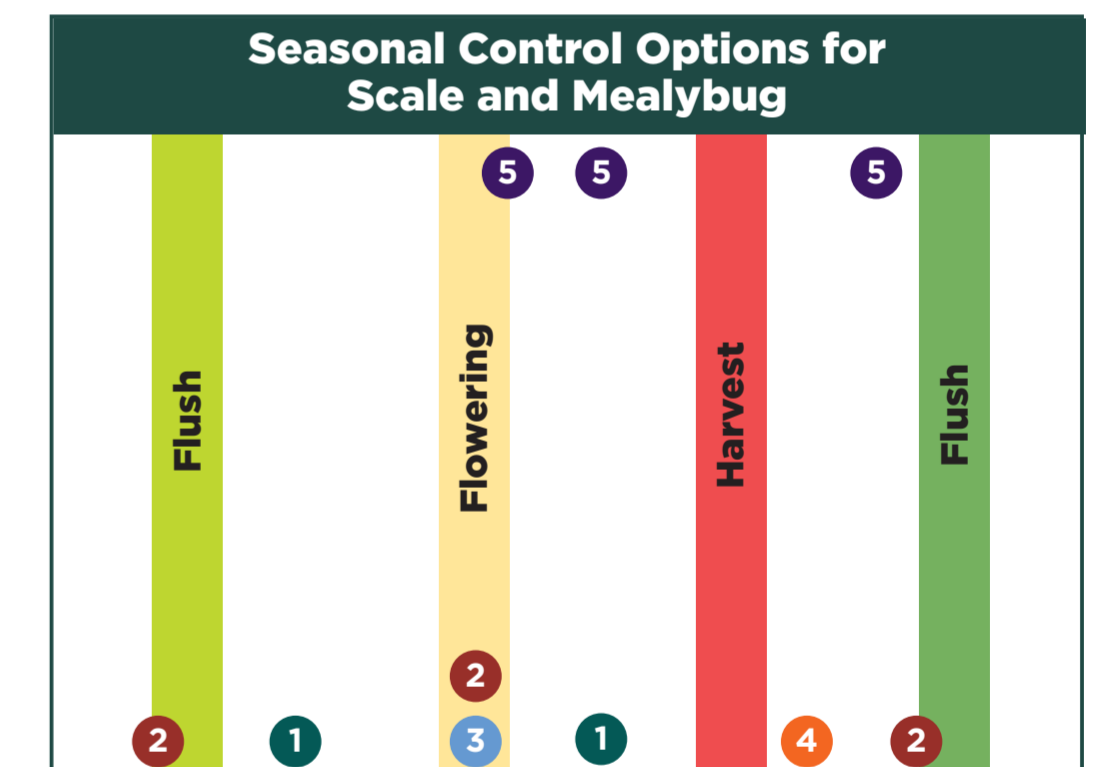 Seasonal Control Options for
Scale and Mealybug
5
5
5
Flush
Flowering
Harvest
Flush
2
2
1
3
1
4
2